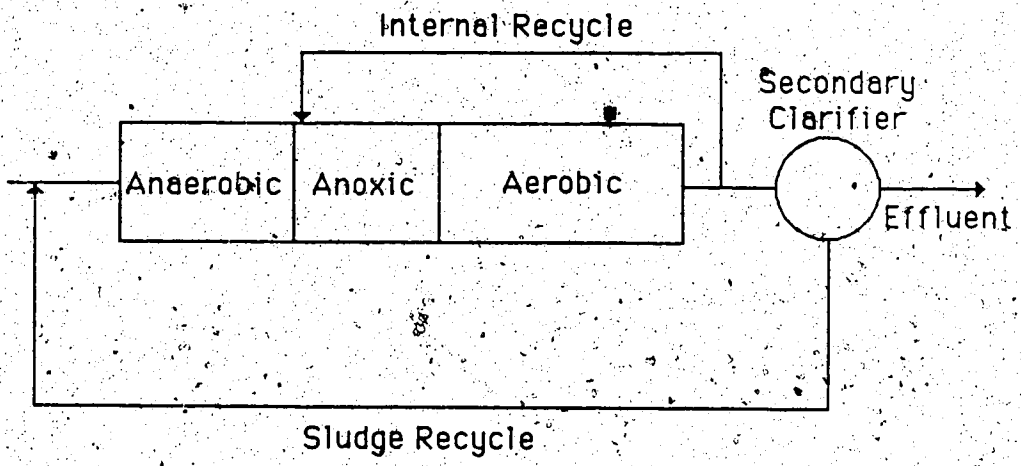 Internal Recycle
Secondary
Clarifier
Anaerobic
Anoxic
Aerobic
Effluent
Sludge Recycle